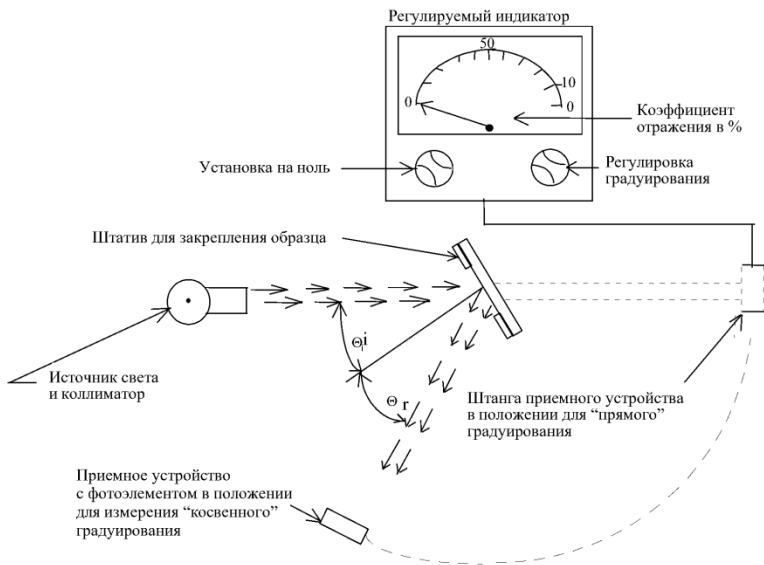 Регулируемый индикатор
50
10
0
0
Коэффициент
отражения в %
Установка на ноль
Регулировка
градуирования
Штатив для закрепления образца
Θ i
Θ r
Источник света
и коллиматор
Штанга приемного устройства
в положении для “прямого”
градуирования
Приемное устройство
с фотоэлементом в положении
для измерения “косвенного”
градуирования